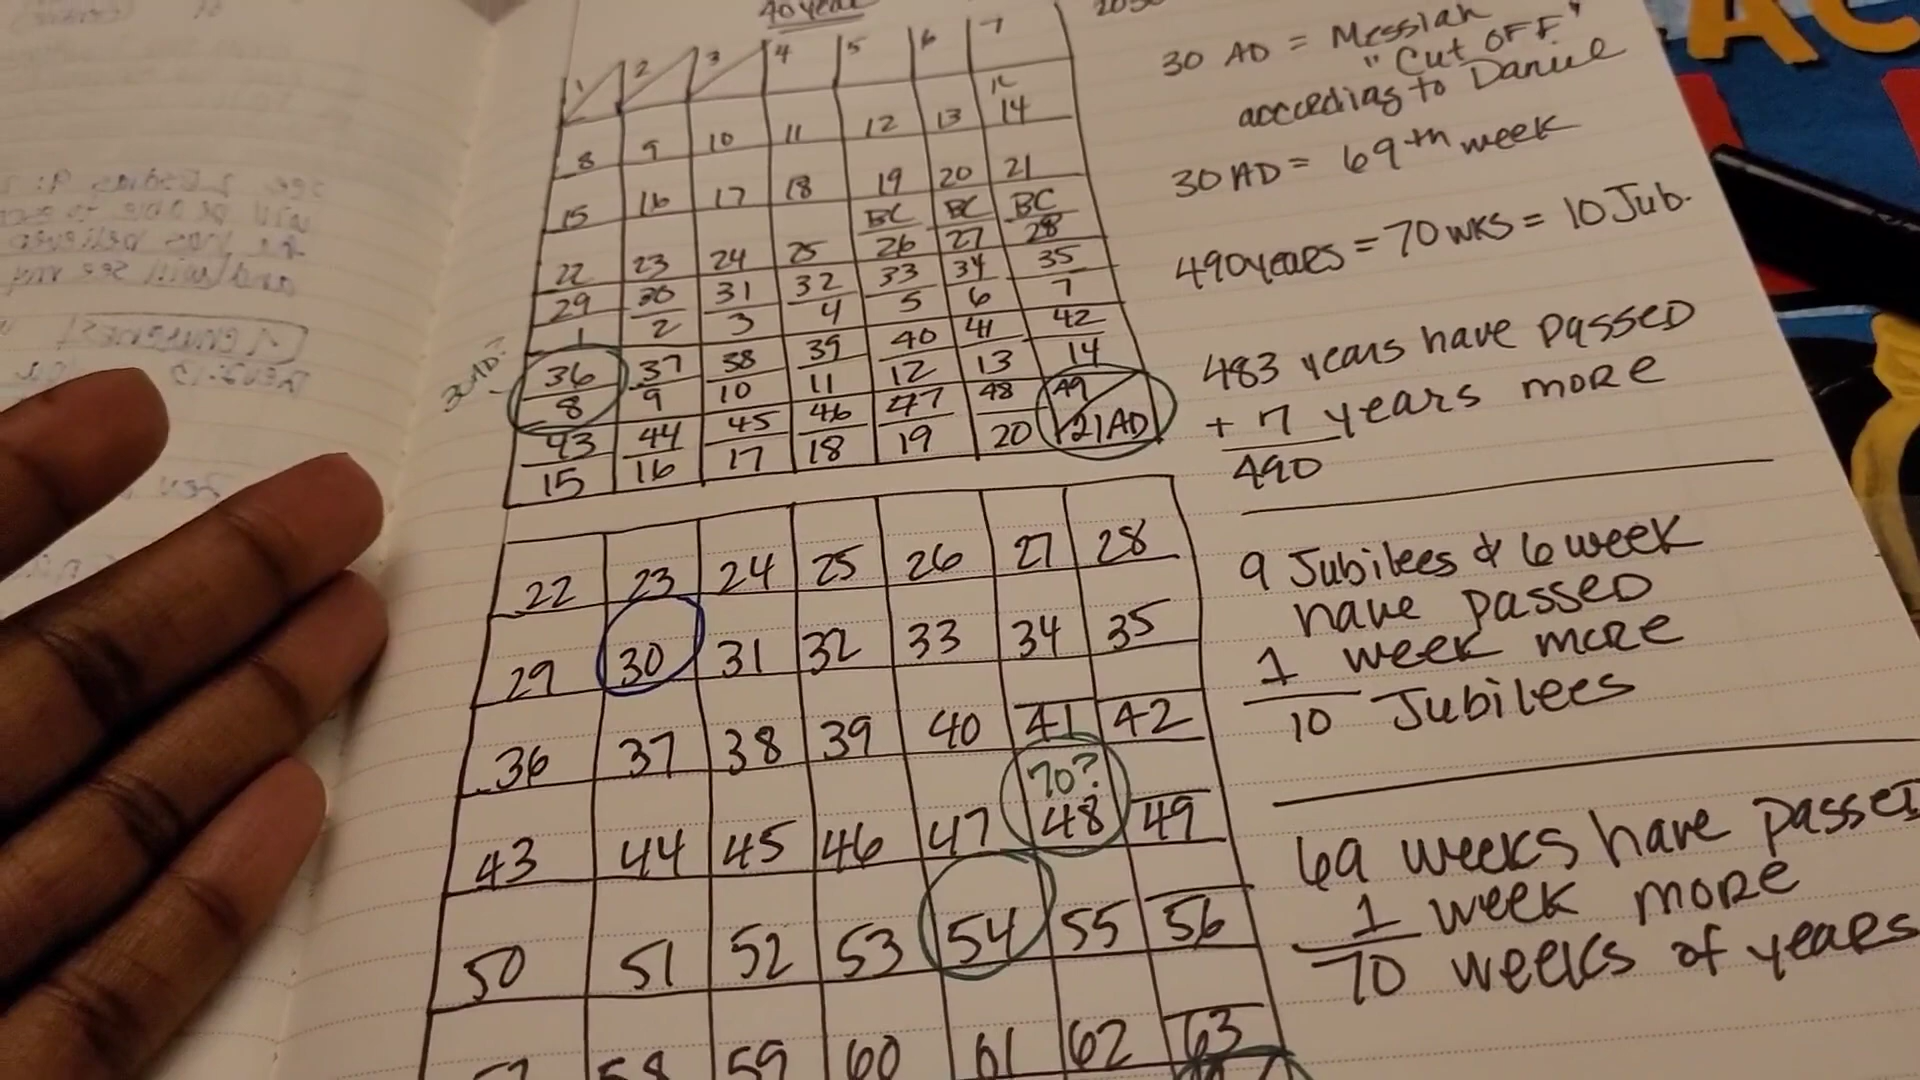 40 year
1 2 3 4 5 6 7
8 9 10 11 12 13 14
15 16 17 18 19 20 21
BC BC BC
22 23 24 25 26 27 28
29 30 31 32 33 34 35
1 2 3 4 5 6 7
36 37 38 39 40 41 42
8 9 10 11 12 13 14
43 44 45 46 47 48 49
15 16 17 18 19 20 21AD
22 23 24 25 26 27 28
29 30 31 32 33 34 35
36 37 38 39 40 41 42
70?
43 44 45 46 47 48 49
50 51 52 53 54 55 56
57 58 59 60 61 62 63
30 AD = Messiah
"Cut OFF"
according to Daniel
30 AD = 69th week
490years = 70 wks = 10 Jub.
483 years have passed
+ 7 years more
490
9 Jubilees & 6 week
have passed
1 week more
10 Jubilees
69 weeks have passed
1 week more
70 weeks of years
AC